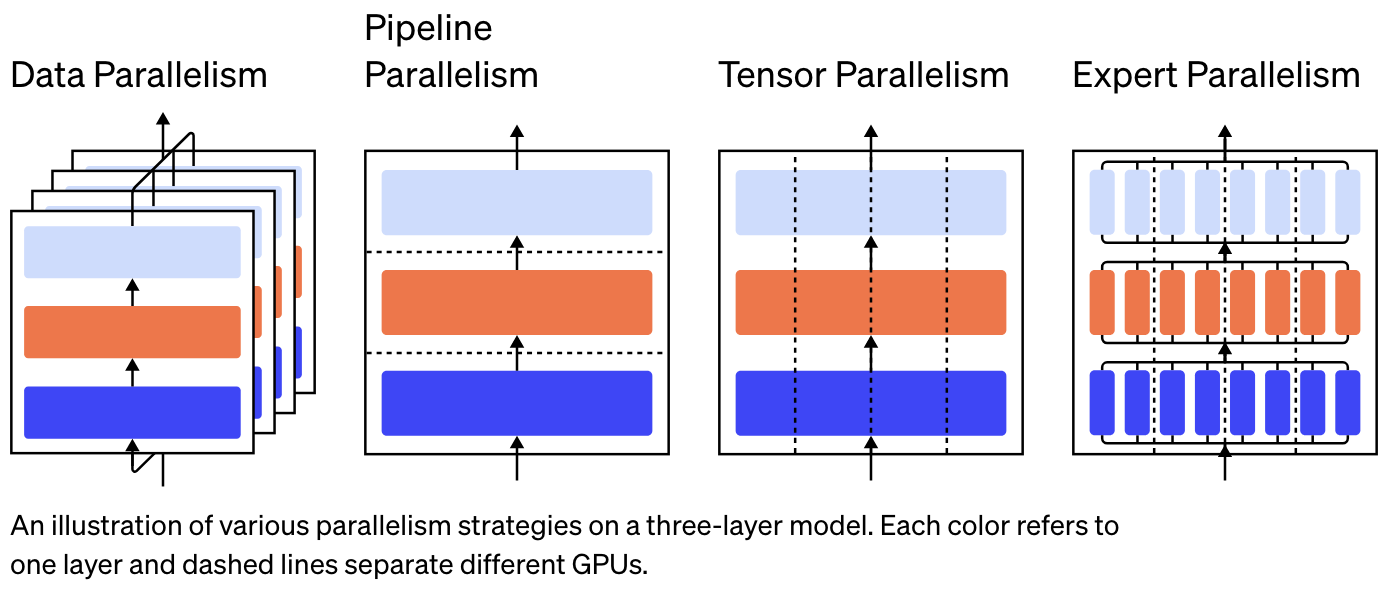 Data Parallelism
Pipeline
Parallelism
Tensor Parallelism
Expert Parallelism
An illustration of various parallelism strategies on a three-layer model. Each color refers to
one layer and dashed lines separate different GPUs.